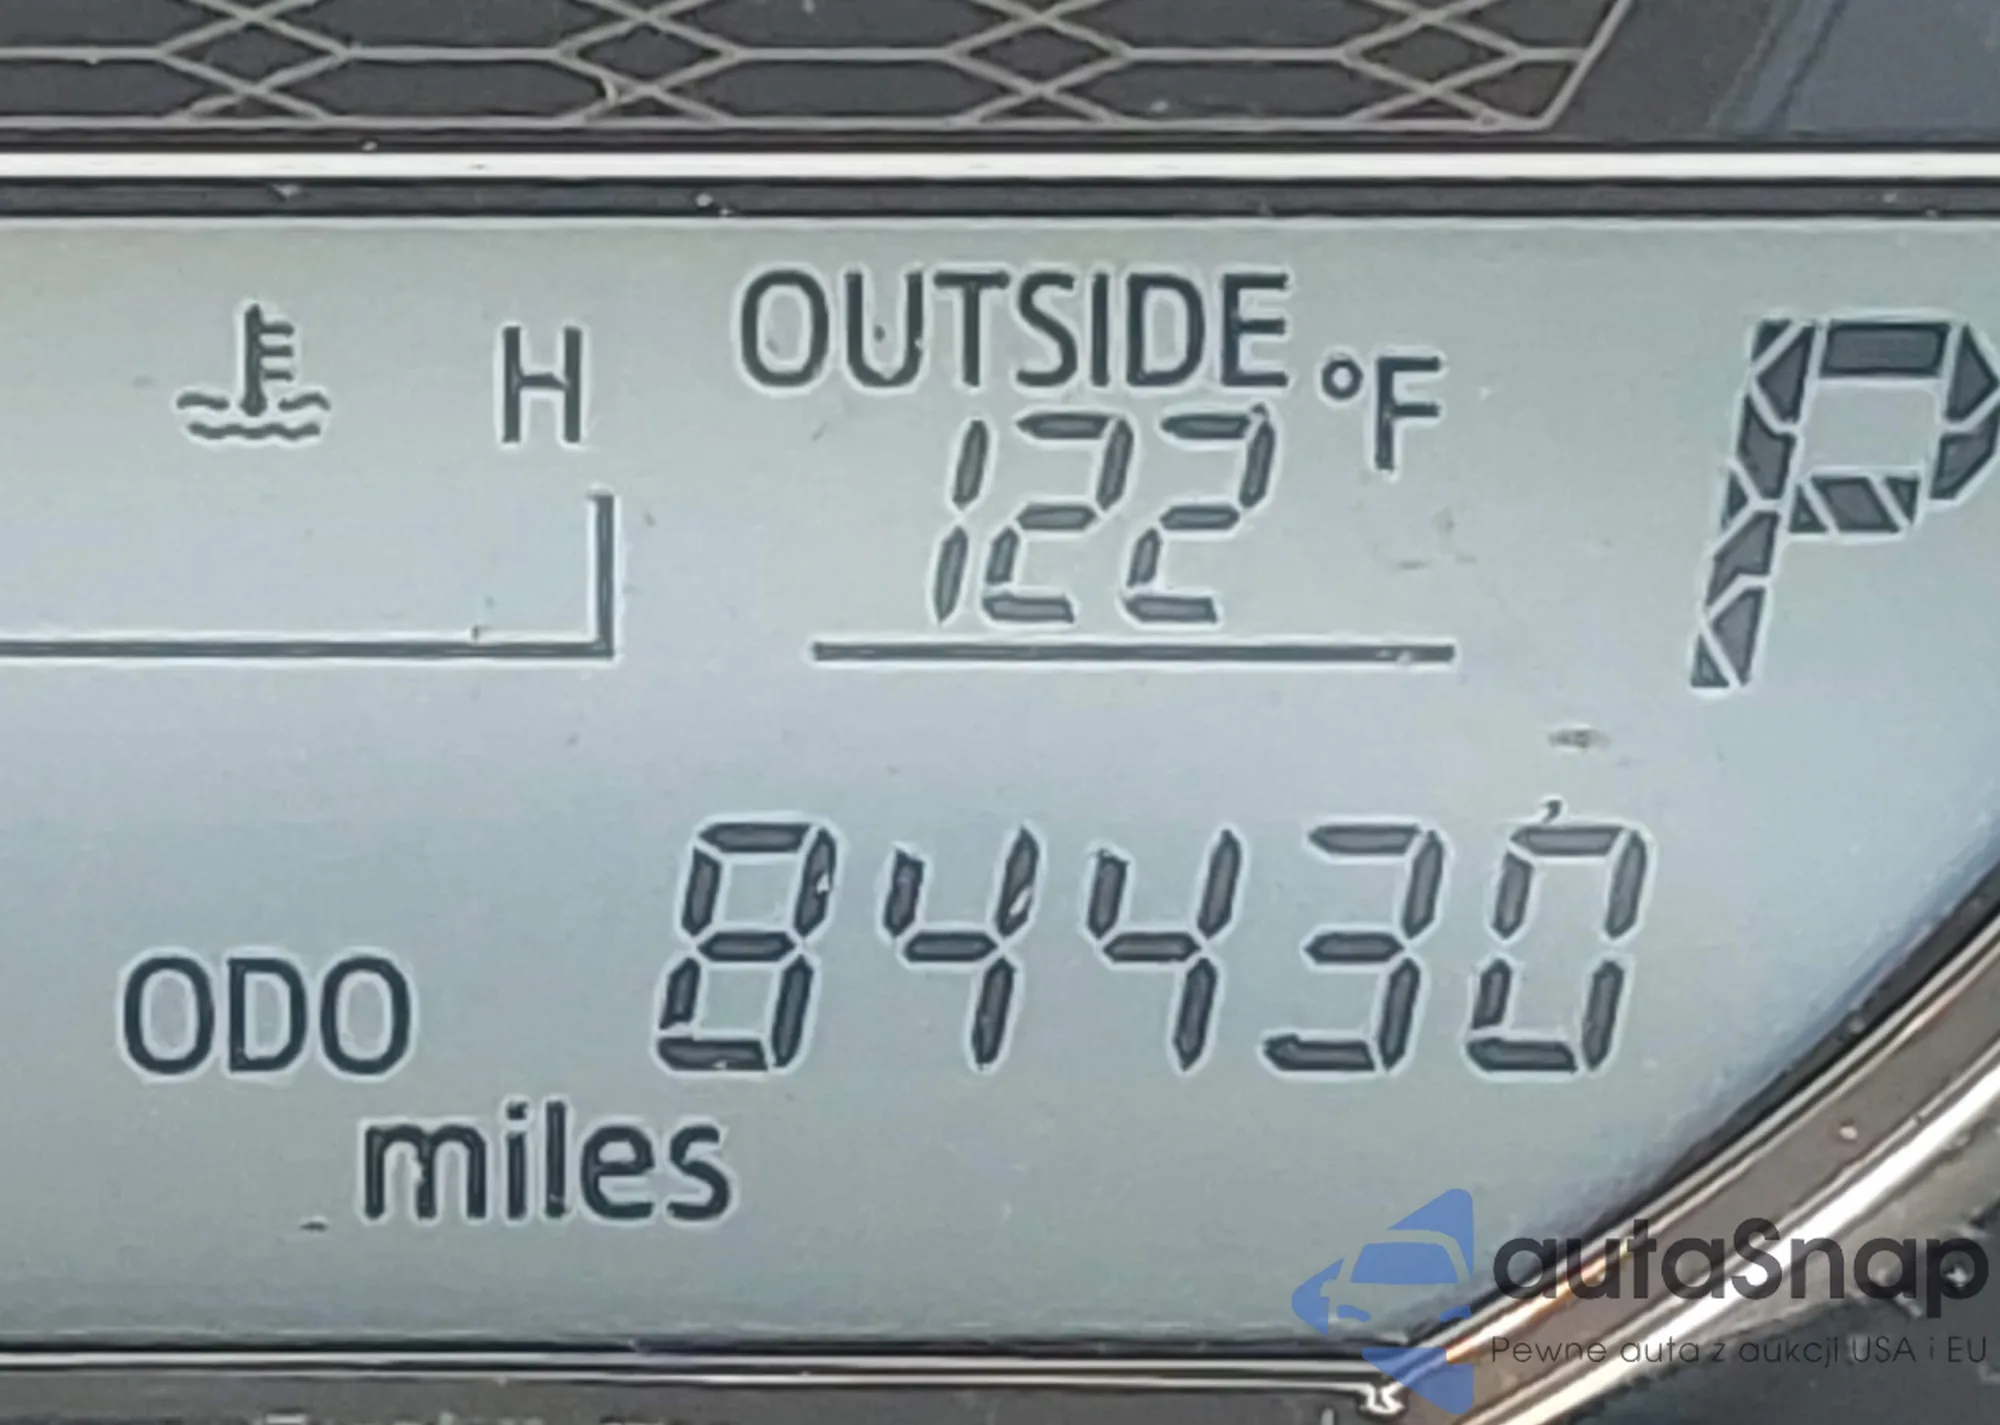 H
OUTSIDE °F
122
P
ODO 84430
miles
autaSnap
Pewne auta z aukcji USA i EU